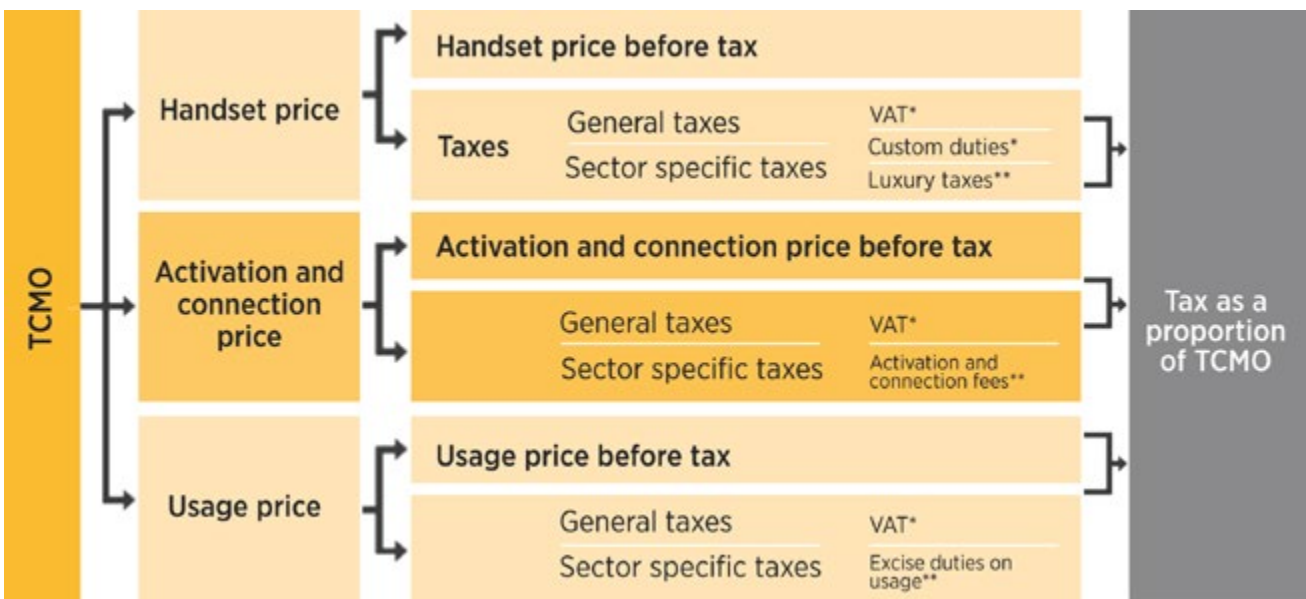 TCMO
Handset price
Handset price before tax
Taxes
General taxes
Sector specific taxes
VAT*
Custom duties*
Luxury taxes**
Activation and
connection
price
Activation and connection price before tax
General taxes
Sector specific taxes
VAT*
Activation and
connection fees**
Usage price
Usage price before tax
General taxes
Sector specific taxes
VAT*
Excise duties on
usage**
Tax as a
proportion
of TCMO